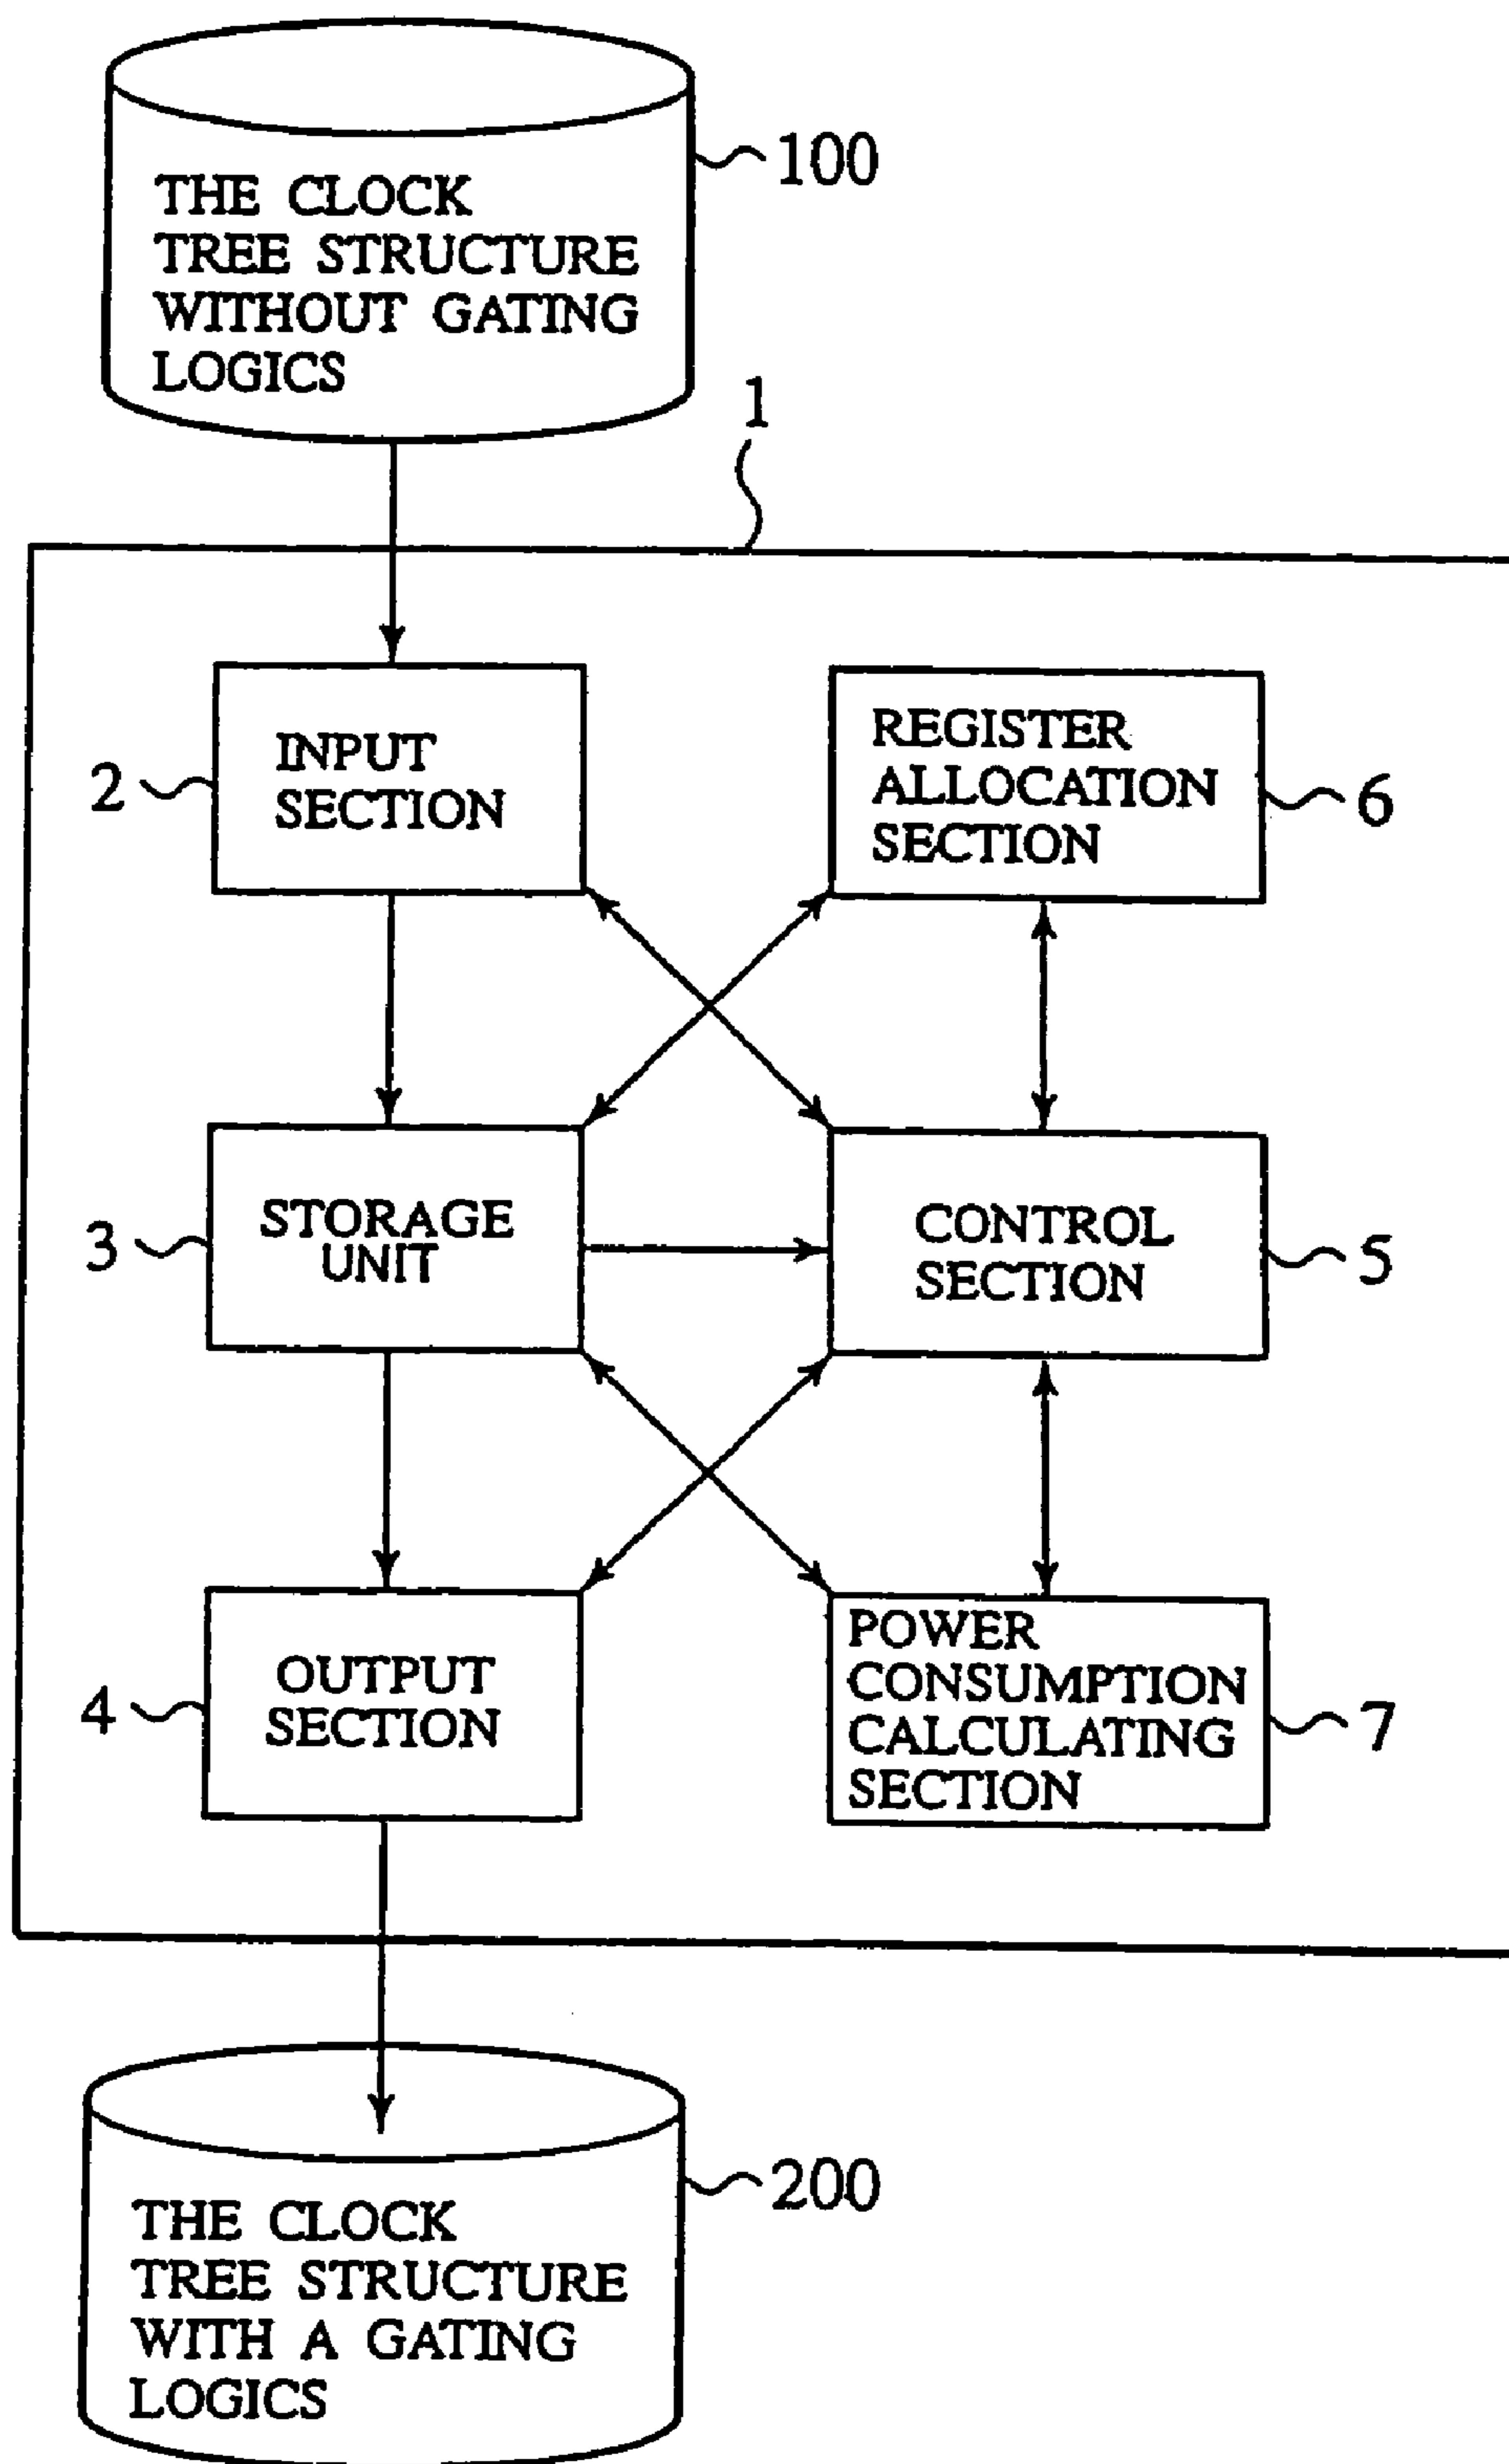 THE CLOCK
TREE STRUCTURE
WITHOUT GATING
LOGICS
100
1
INPUT
SECTION
2
REGISTER
ALLOCATION
SECTION
6
STORAGE
UNIT
3
CONTROL
SECTION
5
OUTPUT
SECTION
4
POWER
CONSUMPTION
CALCULATING
SECTION
7
THE CLOCK
TREE STRUCTURE
WITH A GATING
LOGICS
200